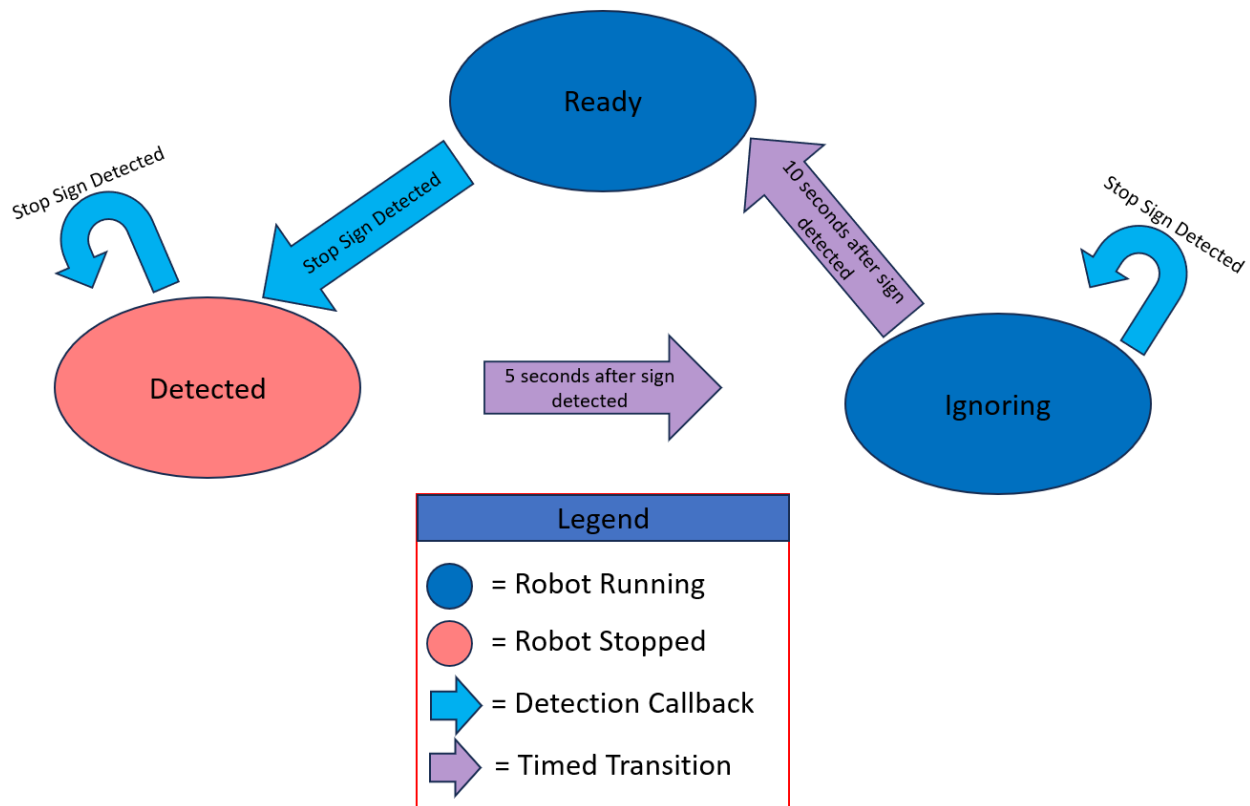 Ready
Stop Sign Detected
Stop Sign Detected
10 seconds after sign
detected
Stop Sign Detected
Detected
5 seconds after sign
detected
Ignoring
Legend
= Robot Running
= Robot Stopped
= Detection Callback
= Timed Transition